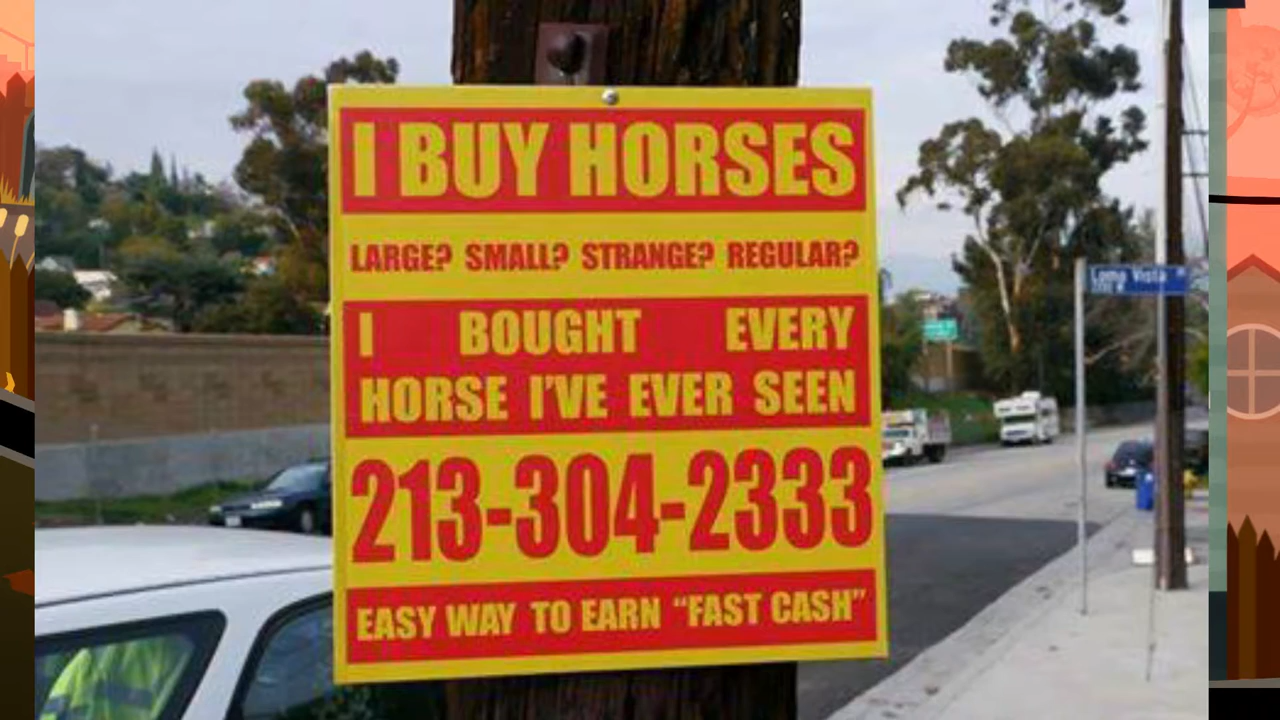 I BUY HORSES
LARGE? SMALL? STRANGE? REGULAR?
I BOUGHT EVERY
HORSE I'VE EVER SEEN
213-304-2333
EASY WAY TO EARN “FAST CASH”
Loma Vista